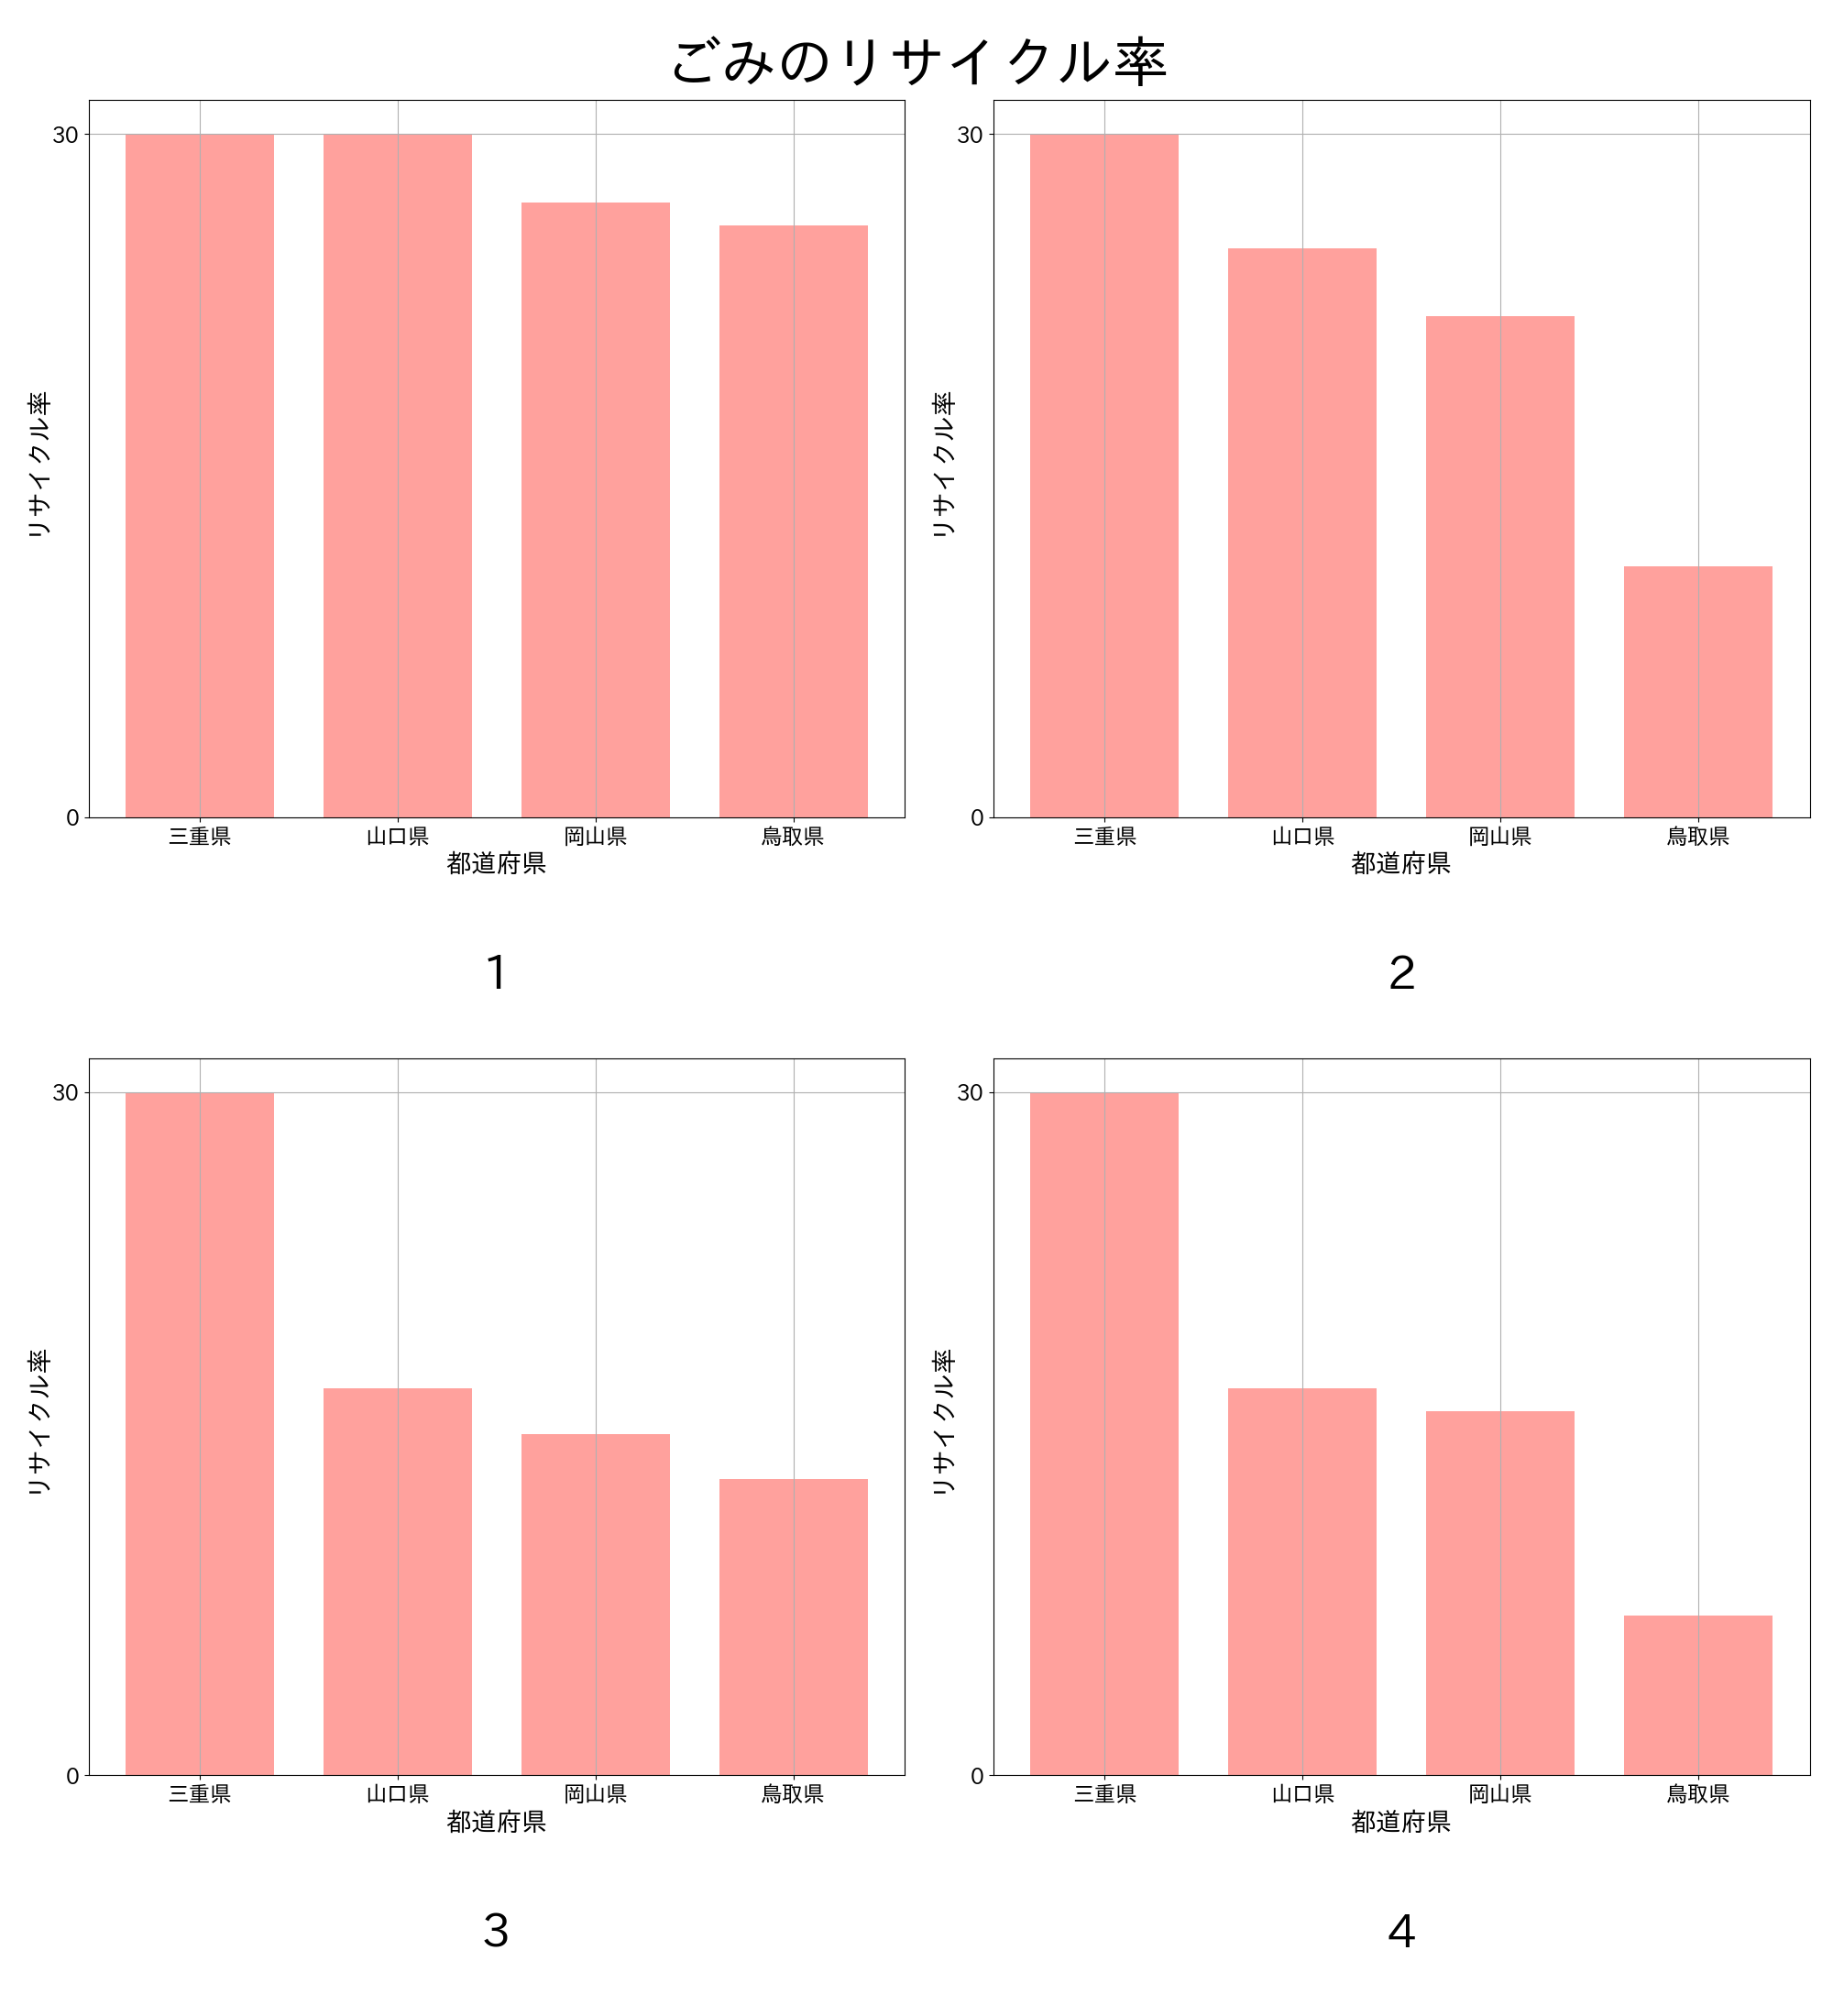 ごみのリサイクル率
30
0
リサイクル率
三重県 山口県 岡山県 鳥取県
都道府県
1
30
0
リサイクル率
三重県 山口県 岡山県 鳥取県
都道府県
2
30
0
リサイクル率
三重県 山口県 岡山県 鳥取県
都道府県
3
30
0
リサイクル率
三重県 山口県 岡山県 鳥取県
都道府県
4